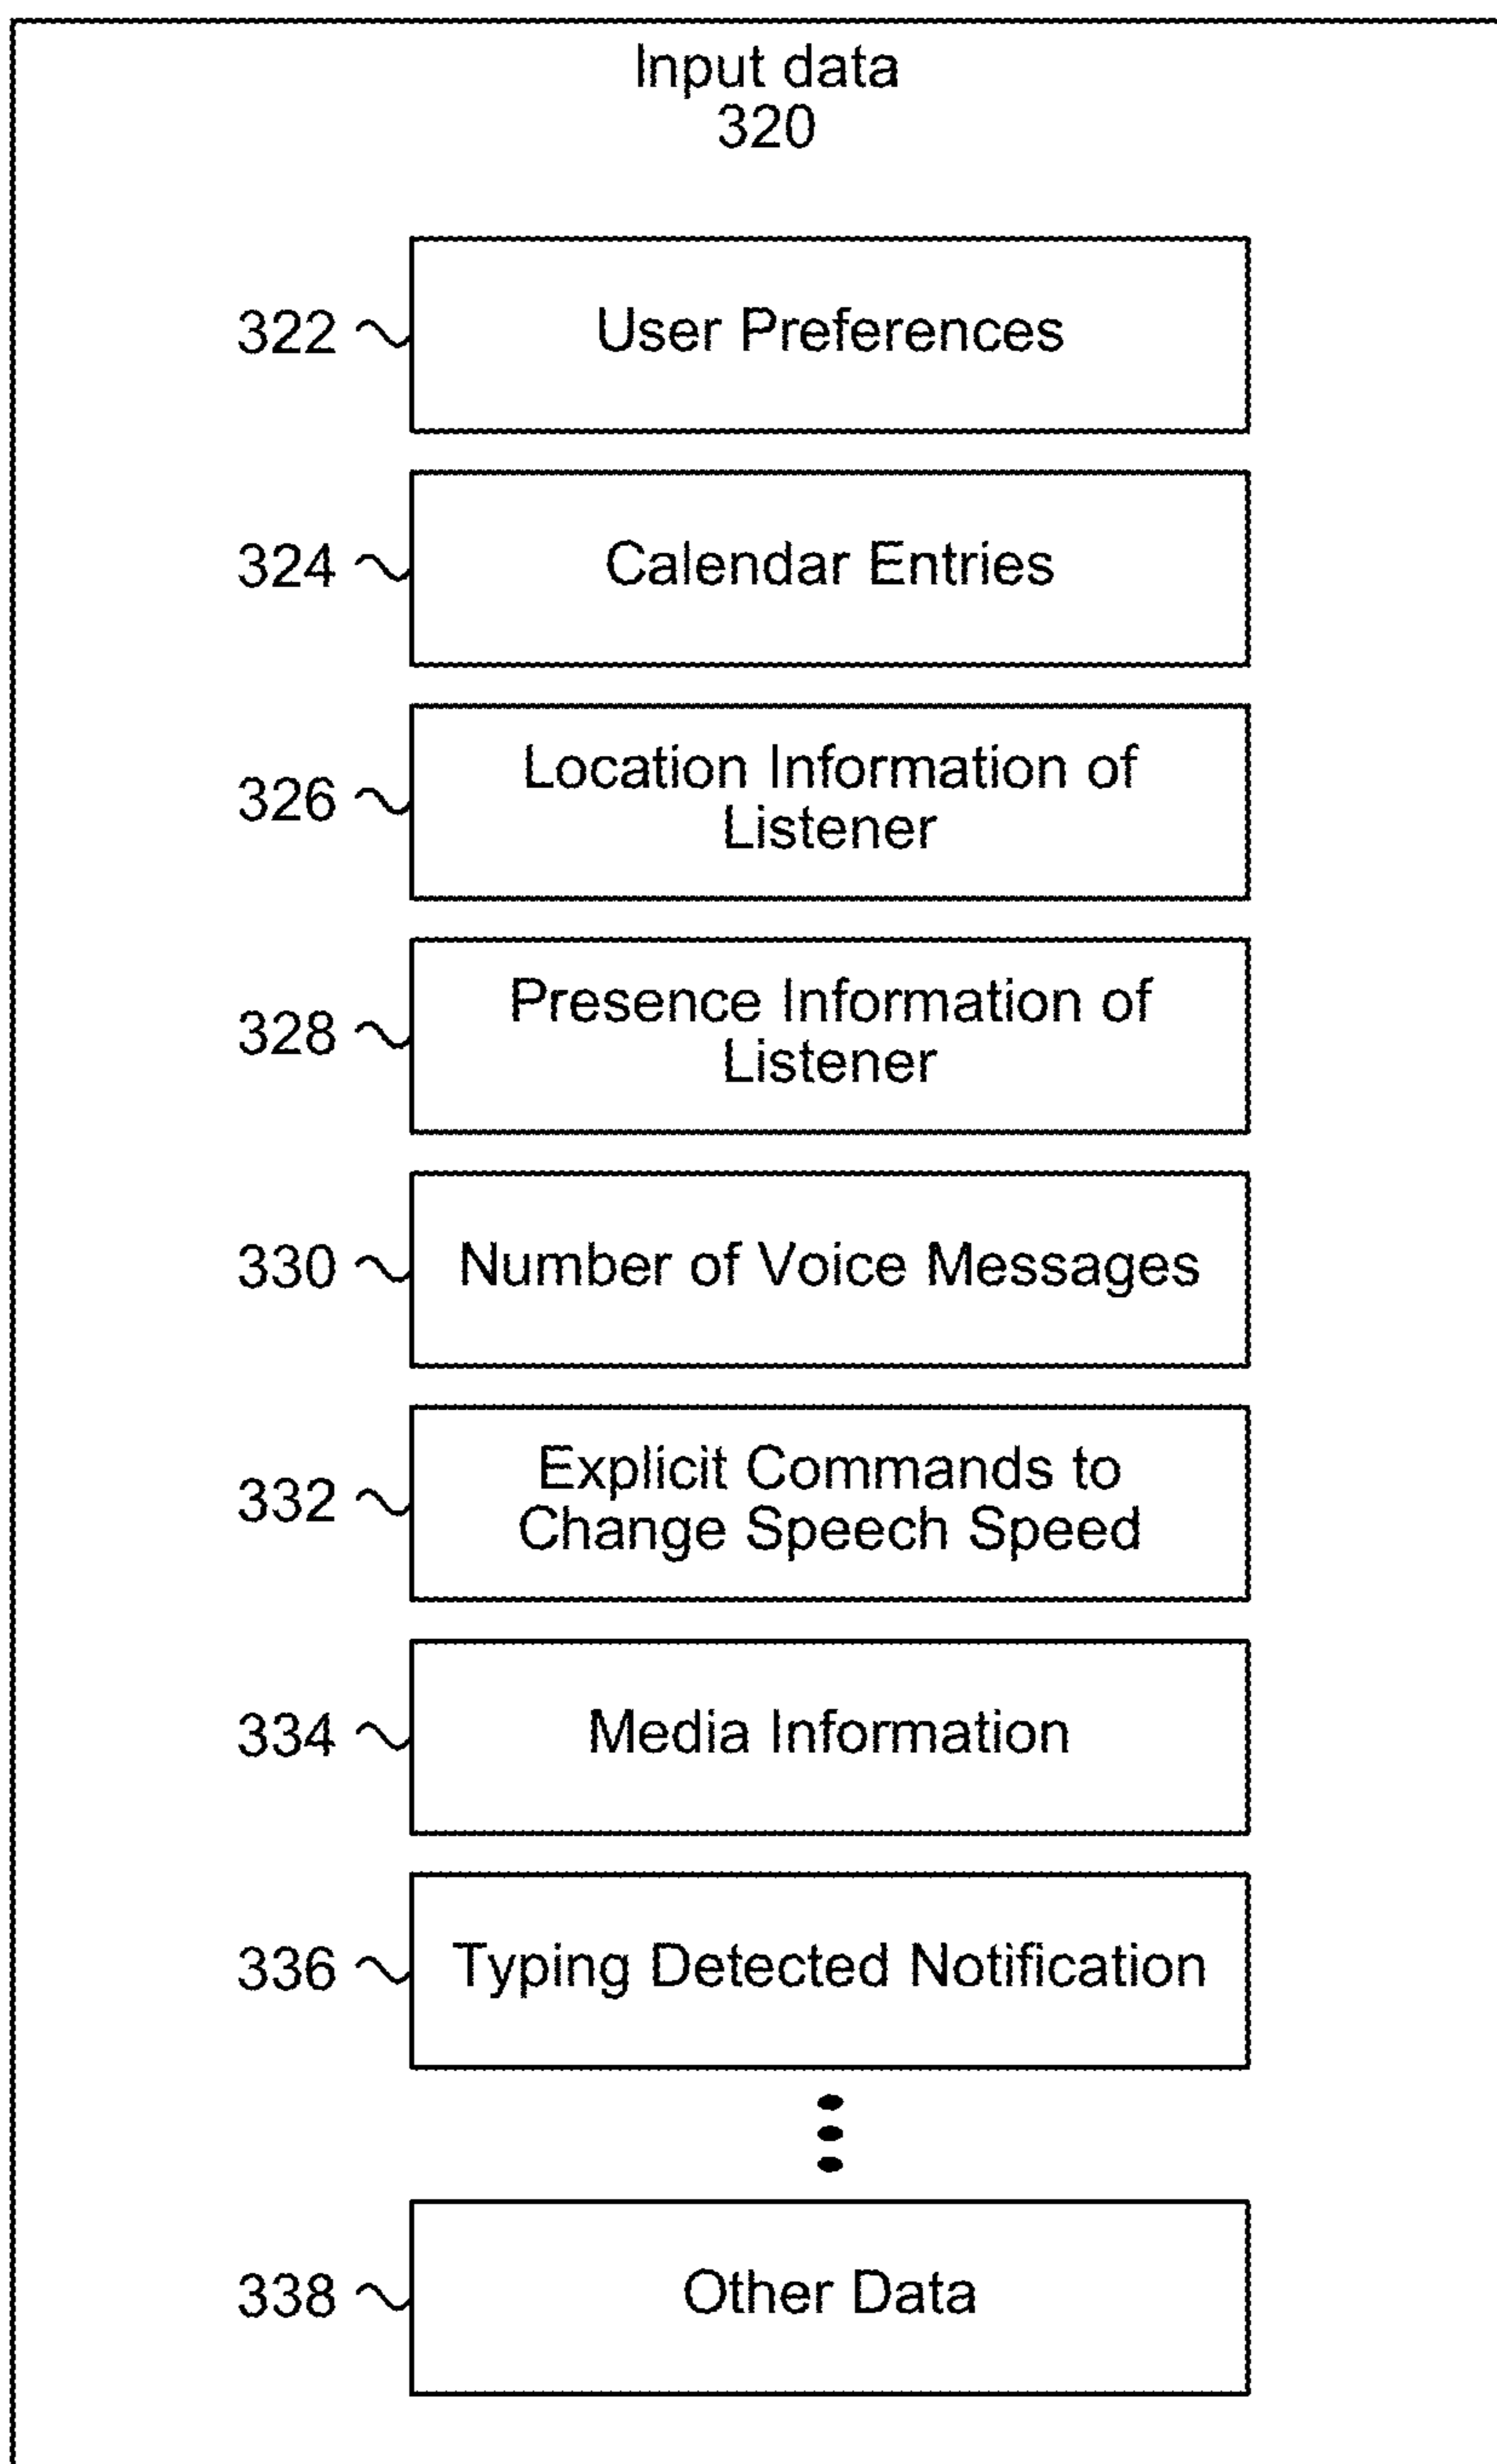 Input data
320
322 User Preferences
324 Calendar Entries
326 Location Information of
Listener
328 Presence Information of
Listener
330 Number of Voice Messages
332 Explicit Commands to
Change Speech Speed
334 Media Information
336 Typing Detected Notification
338 Other Data